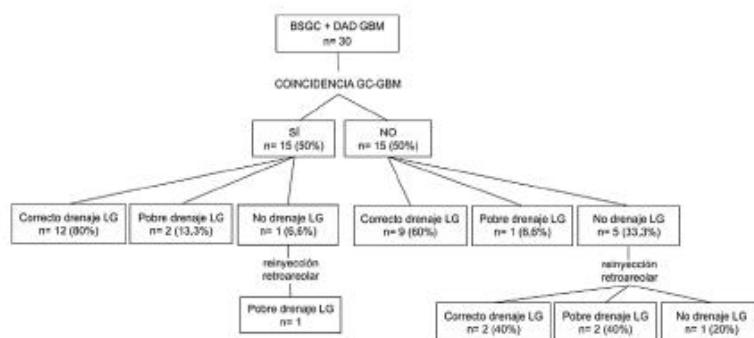 BSGC + DAD GBM
n= 30
COINCIDENCIA GC-GBM
SÍ
n= 15 (50%)
NO
n= 15 (50%)
Correcto drenaje LG
n= 12 (80%)
Pobre drenaje LG
n= 2 (13,3%)
No drenaje LG
n= 1 (6,6%)
Correcto drenaje LG
n= 9 (60%)
Pobre drenaje LG
n= 1 (6,6%)
No drenaje LG
n= 5 (33,3%)
reinyección
retroareolar
Pobre drenaje LG
n= 1
reinyección
retroareolar
Correcto drenaje LG
n= 2 (40%)
Pobre drenaje LG
n= 2 (40%)
No drenaje LG
n= 1 (20%)